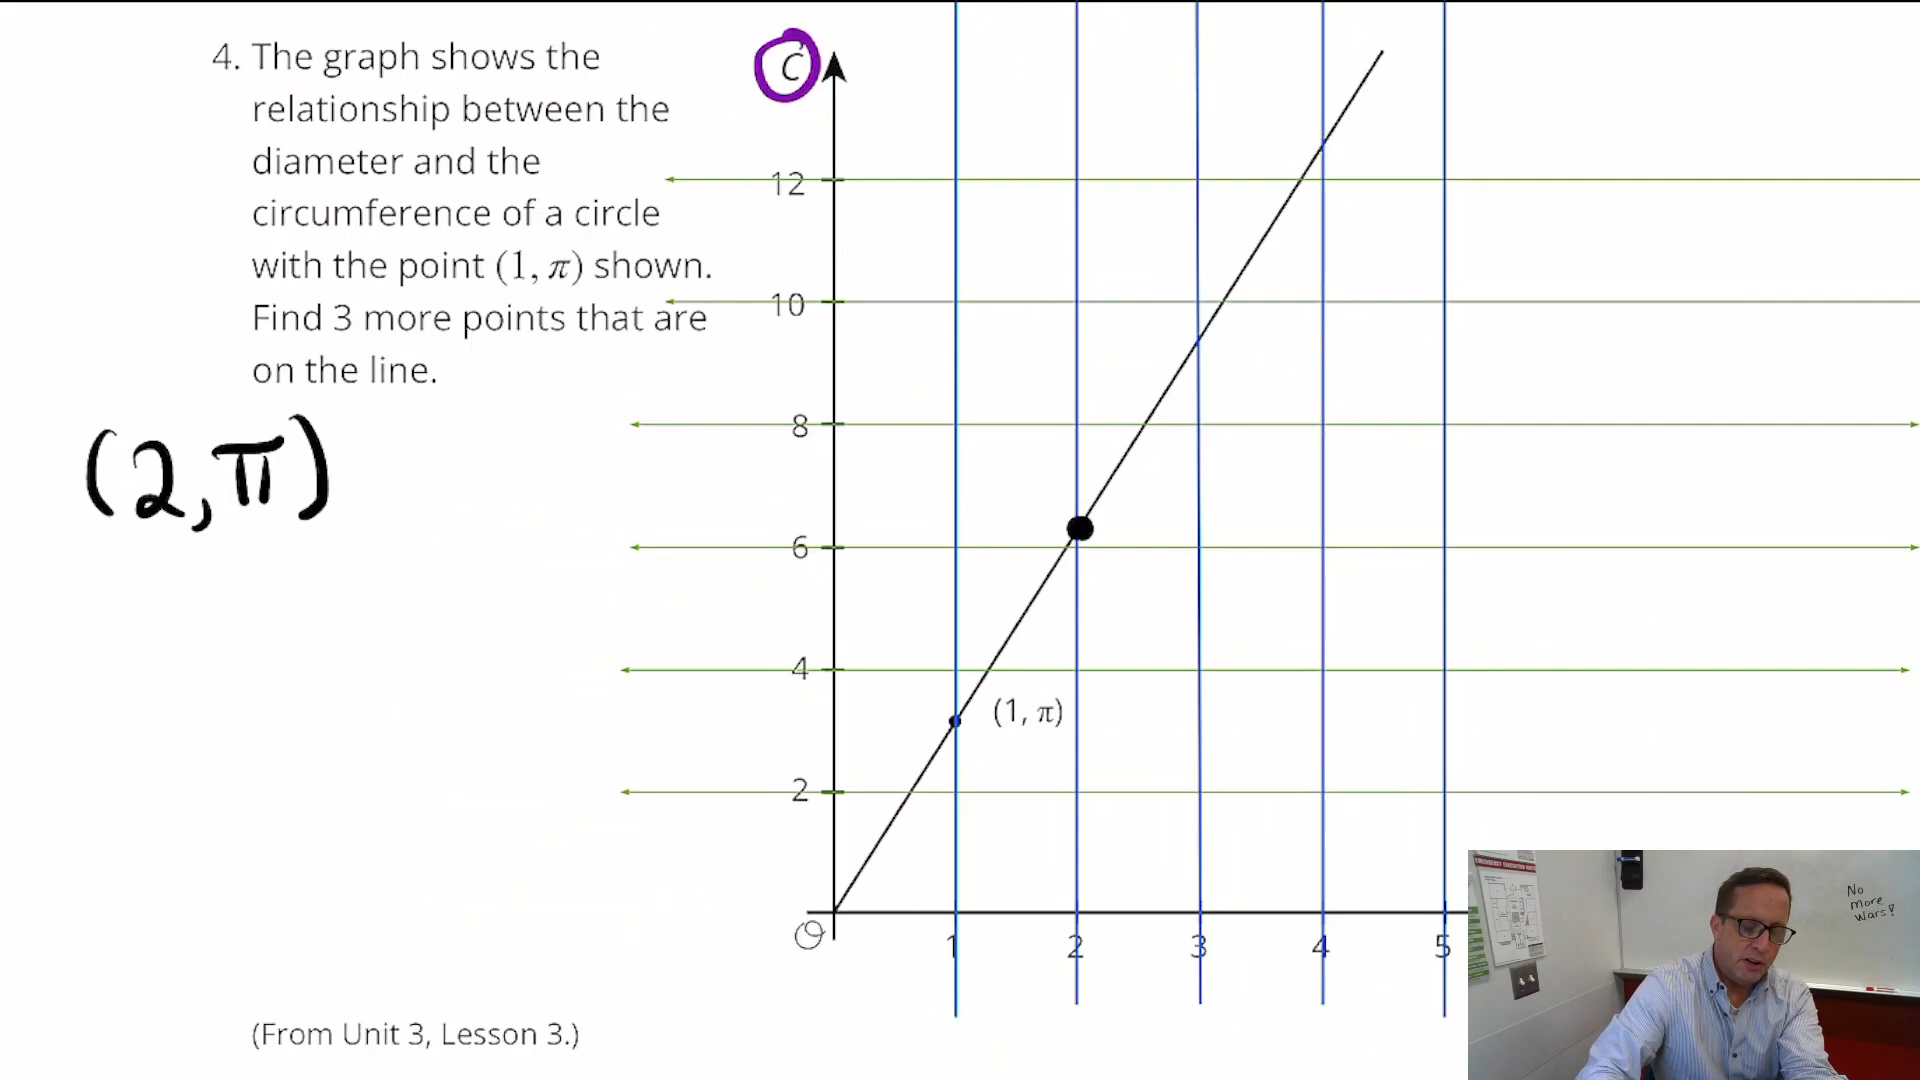 4. The graph shows the
relationship between the
diameter and the
circumference of a circle
with the point (1, π) shown.
Find 3 more points that are
on the line.
(2, π)
(From Unit 3, Lesson 3.)
C
12
10
8
6
4
2
(1, π)
O
1 2 3 4 5
EMERGENCY EVACUATION
No
more
wars!